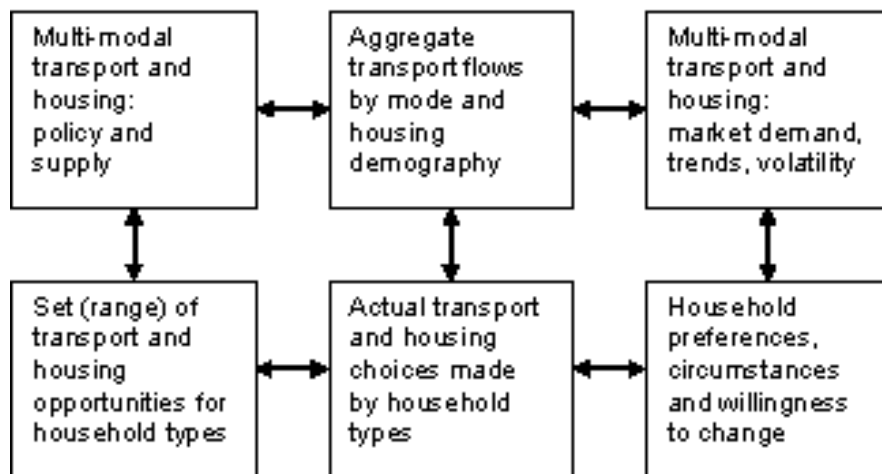 Multi-modal
transport and
housing:
policy and
supply
Aggregate
transport flows
by mode and
housing
demography
Multi-modal
transport and
housing:
market demand,
trends, volatility
Set (range) of
transport and
housing
opportunities for
household types
Actual transport
and housing
choices made
by household
types
Household
preferences,
circumstances
and willingness
to change